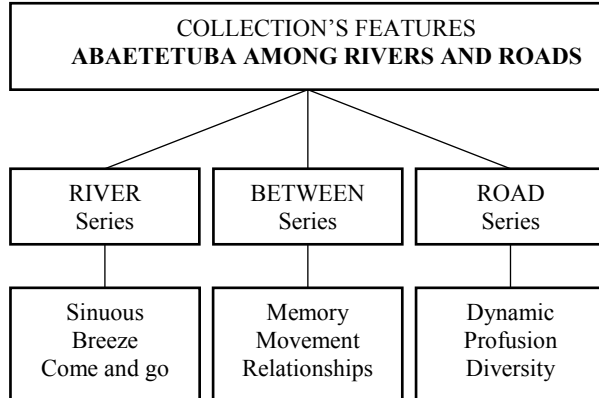 COLLECTION’S FEATURES
ABAETETUBA AMONG RIVERS AND ROADS
RIVER
Series
BETWEEN
Series
ROAD
Series
Sinuous
Breeze
Come and go
Memory
Movement
Relationships
Dynamic
Profusion
Diversity